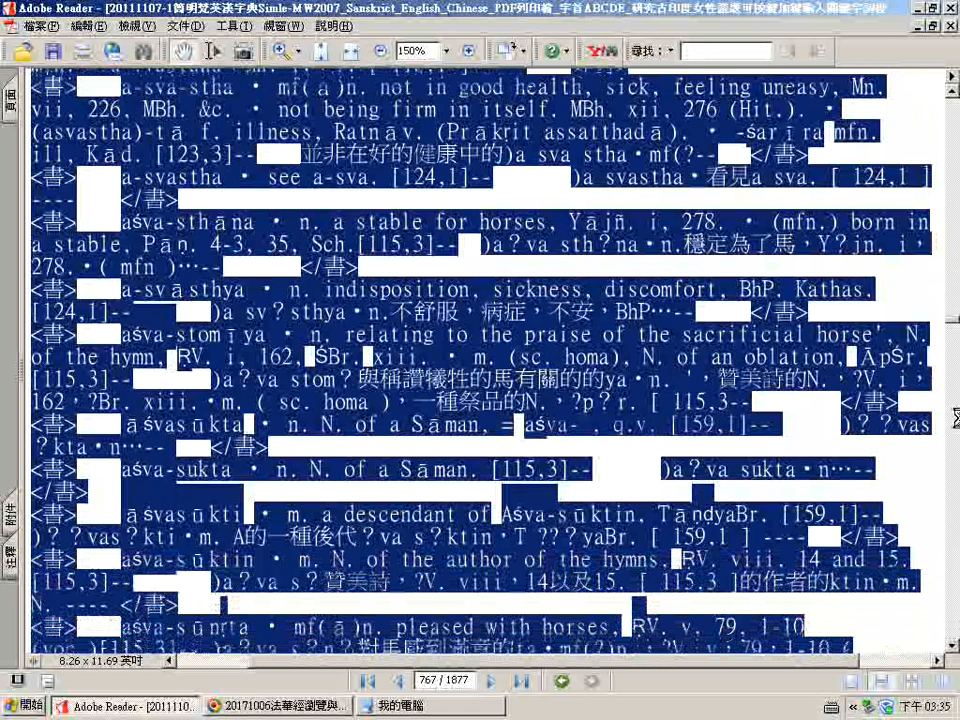 Adobe Reader - [20111107-1簡明梵英漢字典Simle-MW2007_Sanskrict_English_Chinese_PDF列印檔_字首ABCDE_研究古印度女性
檔案(F) 編輯(E) 檢視(V) 文件(D) 工具(T) 視窗(W) 說明(H)
150% 尋找：
頁面
<書> a-sva-stha • mf(ā)n. not in good health, sick, feeling uneasy, Mn.
vii, 226, MBh. &c. • not being firm in itself. MBh. xii, 276 (Hit.). •
(asvastha)-tā f. illness, Ratnāv. (Prākrit assatthadā). • -śarīra mfn.
ill, Kād. [123,3]-- 並非在好的健康中的)a sva stha•mf(?-- </書>
<書> a-svastha • see a-sva. [124,1]-- )a svastha•看見a sva. [ 124,1 ]
---- </書>
<書> aśva-sthāna • n. a stable for horses, Yājñ. i, 278. • (mfn.) born in
a stable, Pāṇ. 4-3, 35, Sch.[115,3]-- )a?va sth?na•n.穩定為了馬，Y?jn. i，
278.•( mfn )…-- </書>
<書> a-svāsthya • n. indisposition, sickness, discomfort, BhP. Kathas.
[124,1]-- )a sv?sthya•n.不舒服，病症，不安，BhP…-- </書>
<書> aśva-stomīya • n. relating to the praise of the sacrificial horse', N.
of the hymn, RV. i, 162, ŚBr. xiii. • m. (sc. homa), N. of an oblation, ĀpŚr.
[115,3]-- )a?va stom?與稱讚犧牲的馬有關的的ya•n. '，贊美詩的N.，?V. i，
162，?Br. xiii.•m. ( sc. homa )，一種祭品的N.，?p?r. [ 115,3-- </書>
<書> āśvasūkta • n. N. of a Sāman, = aśva- , q.v. [159,1]-- )??vas
?kta•n…-- </書>
<書> aśva-sukta • n. N. of a Sāman. [115,3]-- )a?va sukta•n…--
</書>
<書> āśvasūkti • m. a descendant of Aśva-sūktin, TāṇḍyaBr. [159,1]--
)??vas?kti•m. A的一種後代?va s?ktin，T ???yaBr. [ 159.1 ] ---- </書>
<書> aśva-sūktin m. N. of the author of the hymns. RV. viii. 14 and 15.
[115,3]-- )a?va s?贊美詩，?V. viii，14以及15. [ 115.3 ]的作者的ktin•m.
N. ---- </書>
<書> aśva-sūnṛta • mf(ā)n. pleased with horses, RV. v, 79, 1-10
附件
注釋
8.26 x 11.69 英吋
767 / 1877
開始 Adobe Reader - [2011110... 20171006法華經瀏覽與... 我的電腦 下午 03:35